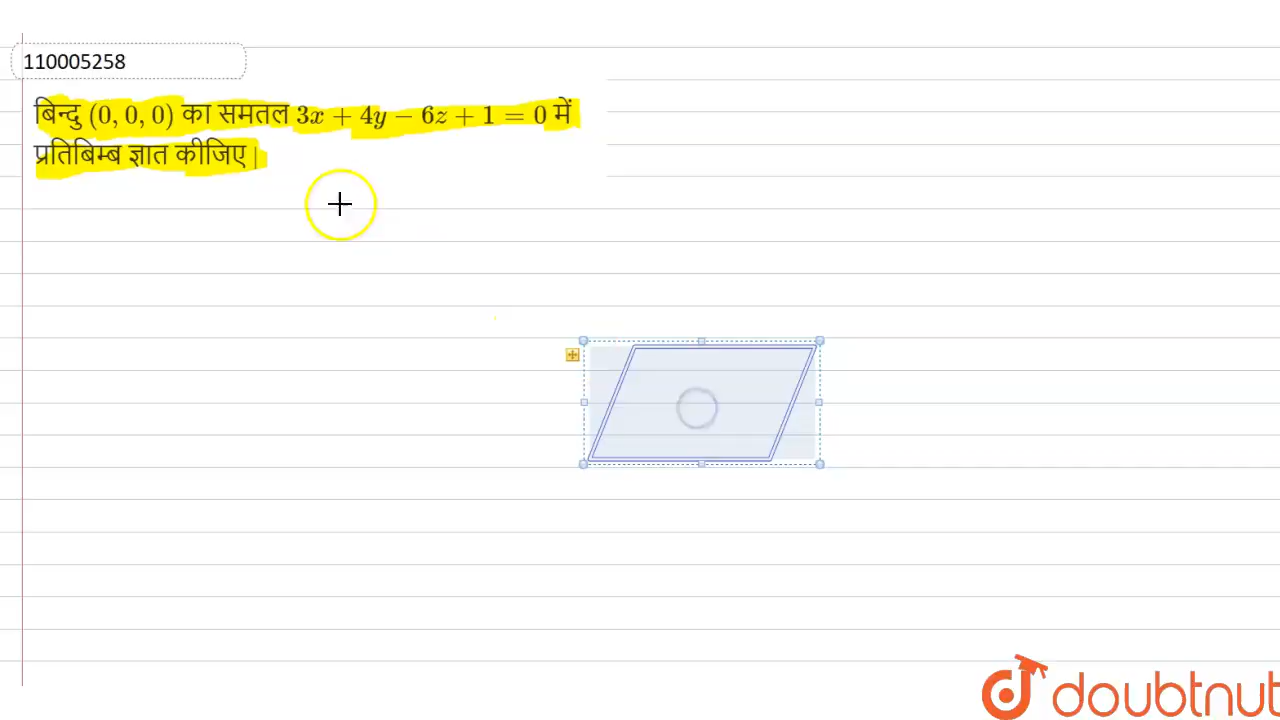 110005258
बिन्दु (0, 0, 0) का समतल 3x + 4y − 6z + 1 = 0 में
प्रतिबिम्ब ज्ञात कीजिए |
doubtnut